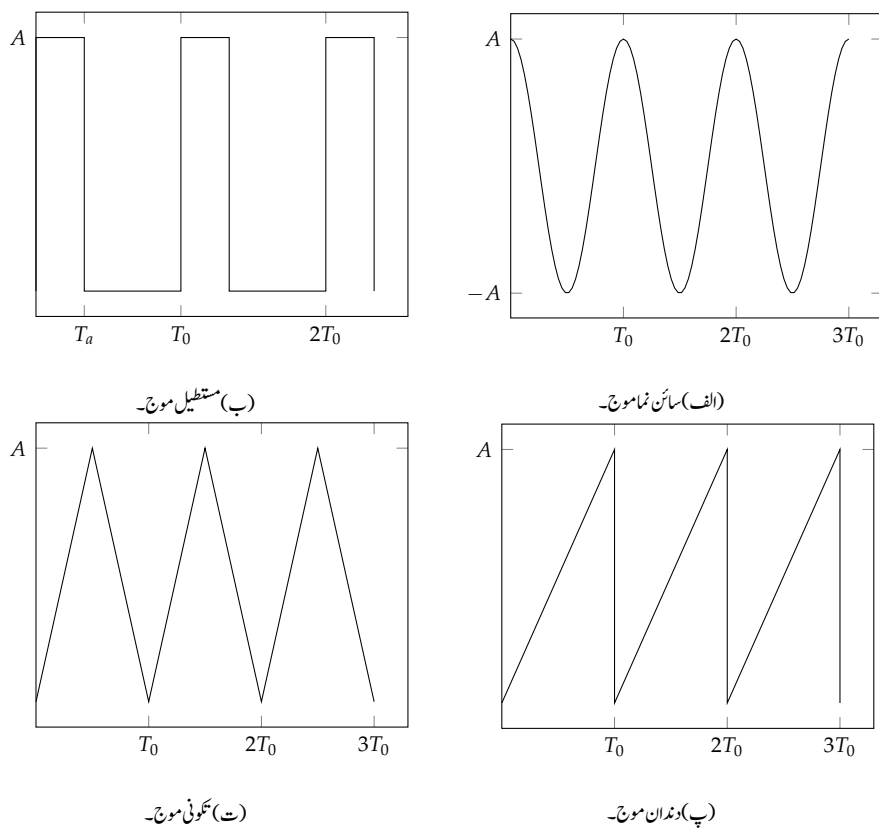 A
A
−A
T_a T_0 2T_0
T_0 2T_0 3T_0
(الف) سائن نما موج۔
(ب) مستطیل موج۔
A
A
T_0 2T_0 3T_0
T_0 2T_0 3T_0
(پ) دندان موج۔
(ت) تکونی موج۔